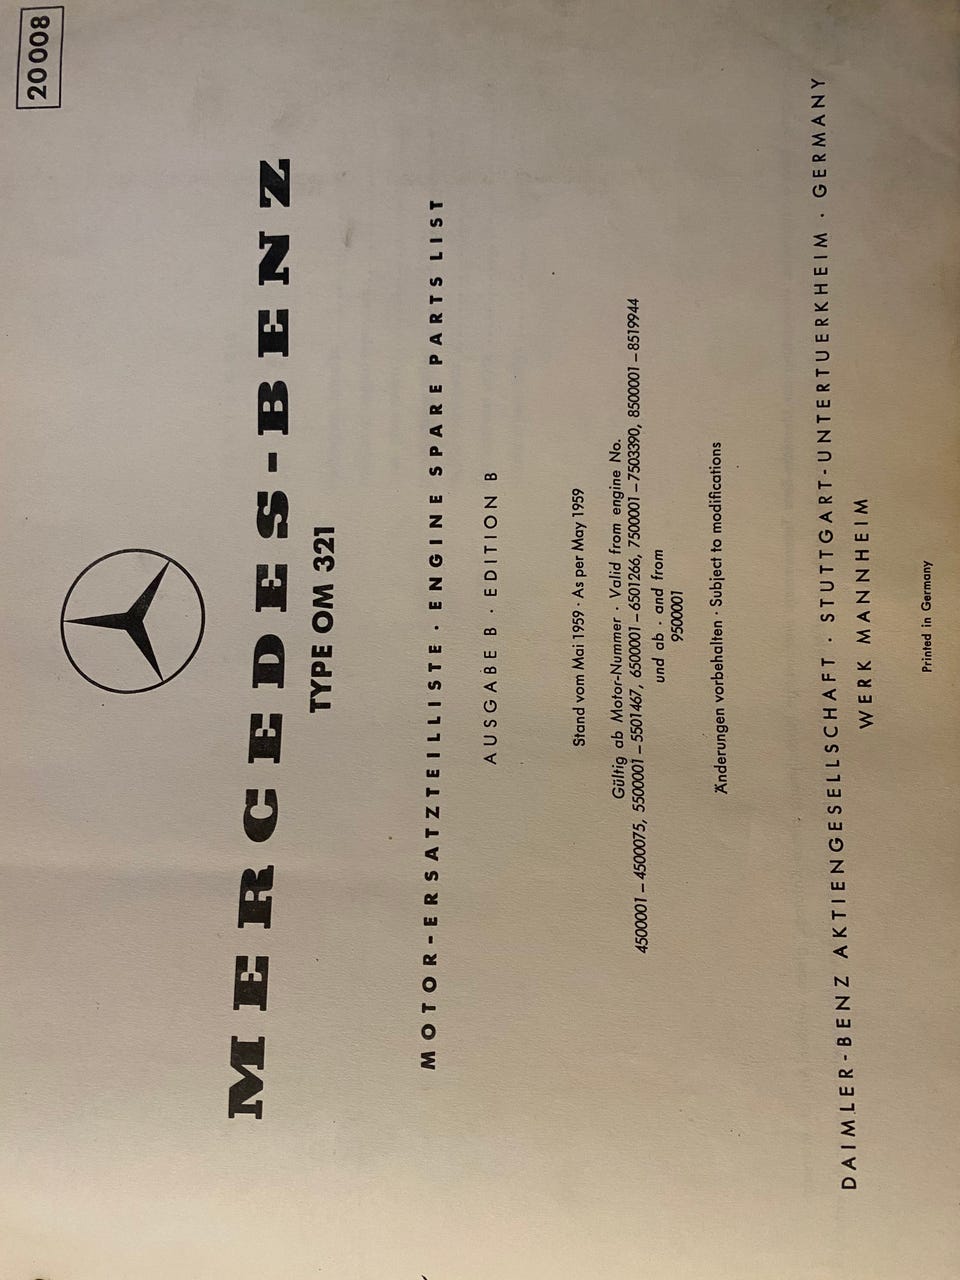 20008
MERCEDES-BENZ
TYPE OM 321
MOTOR-ERSATZTEILLISTE · ENGINE SPARE PARTS LIST
AUSGABE B · EDITION B
Stand vom Mai 1959 · As per May 1959
Gültig ab Motor-Nummer · Valid from engine No.
4500001 – 4500075, 5500001 – 5501467, 6500001 – 6501266, 7500001 – 7503390, 8500001 – 8519944
und ab · and from
9500001
Änderungen vorbehalten · Subject to modifications
DAIMLER-BENZ AKTIENGESELLSCHAFT · STUTTGART-UNTERTUERKHEIM · GERMANY
WERK MANNHEIM
Printed in Germany